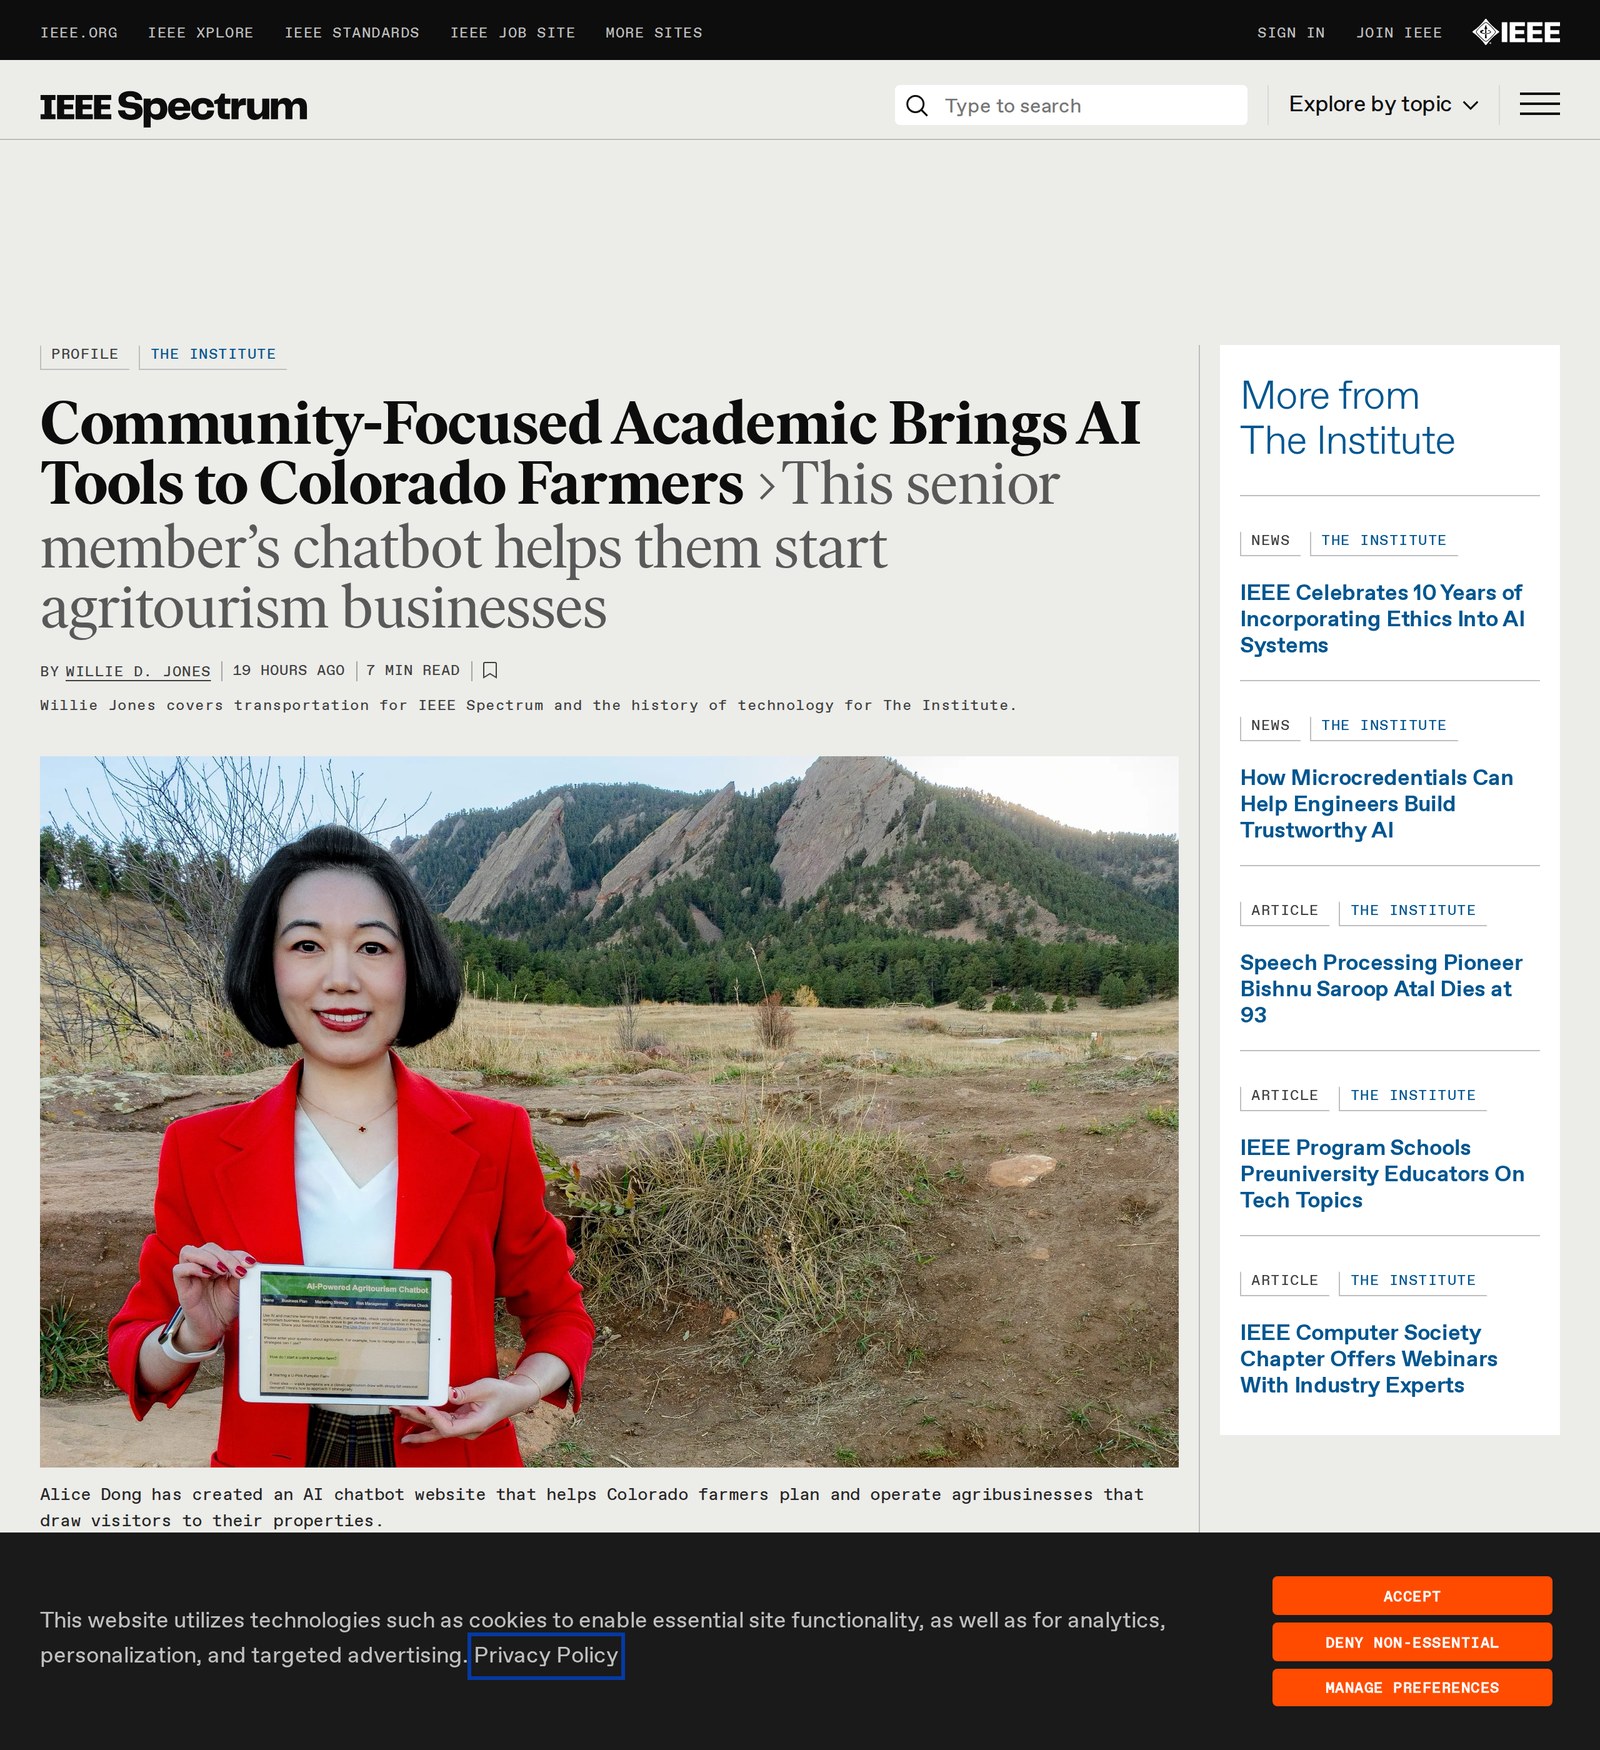 IEEE.ORG IEEE XPLORE IEEE STANDARDS IEEE JOB SITE MORE SITES SIGN IN JOIN IEEE IEEE
IEEE Spectrum Type to search Explore by topic
PROFILE THE INSTITUTE
Community-Focused Academic Brings AI
Tools to Colorado Farmers › This senior
member’s chatbot helps them start
agritourism businesses
BY WILLIE D. JONES 19 HOURS AGO 7 MIN READ
Willie Jones covers transportation for IEEE Spectrum and the history of technology for The Institute.
AI-Powered Agritourism Chatbot
Home Business Plan Marketing Strategy Risk Management Compliance Check
Alice Dong has created an AI chatbot website that helps Colorado farmers plan and operate agribusinesses that
draw visitors to their properties.
More from
The Institute
NEWS THE INSTITUTE
IEEE Celebrates 10 Years of
Incorporating Ethics Into AI
Systems
NEWS THE INSTITUTE
How Microcredentials Can
Help Engineers Build
Trustworthy AI
ARTICLE THE INSTITUTE
Speech Processing Pioneer
Bishnu Saroop Atal Dies at
93
ARTICLE THE INSTITUTE
IEEE Program Schools
Preuniversity Educators On
Tech Topics
ARTICLE THE INSTITUTE
IEEE Computer Society
Chapter Offers Webinars
With Industry Experts
This website utilizes technologies such as cookies to enable essential site functionality, as well as for analytics,
personalization, and targeted advertising. Privacy Policy
ACCEPT
DENY NON-ESSENTIAL
MANAGE PREFERENCES